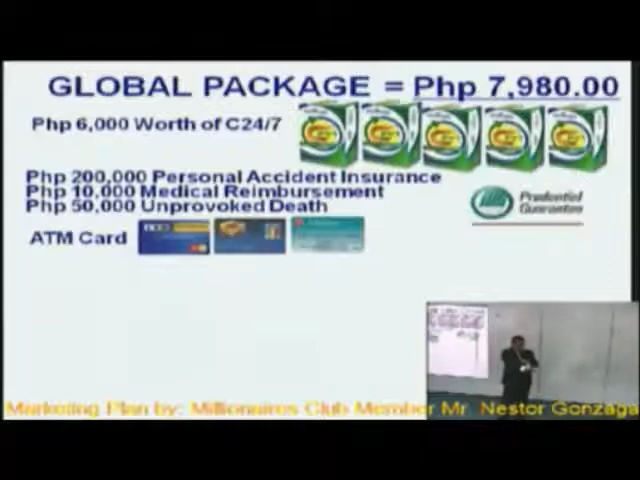 GLOBAL PACKAGE = Php 7,980.00
Php 6,000 Worth of C24/7
Php 200,000 Personal Accident Insurance
Php 10,000 Medical Reimbursement
Php 50,000 Unprovoked Death
Prudential
Guarantee
ATM Card
Marketing Plan by: Millionaires Club Member Mr. Nestor Gonzaga